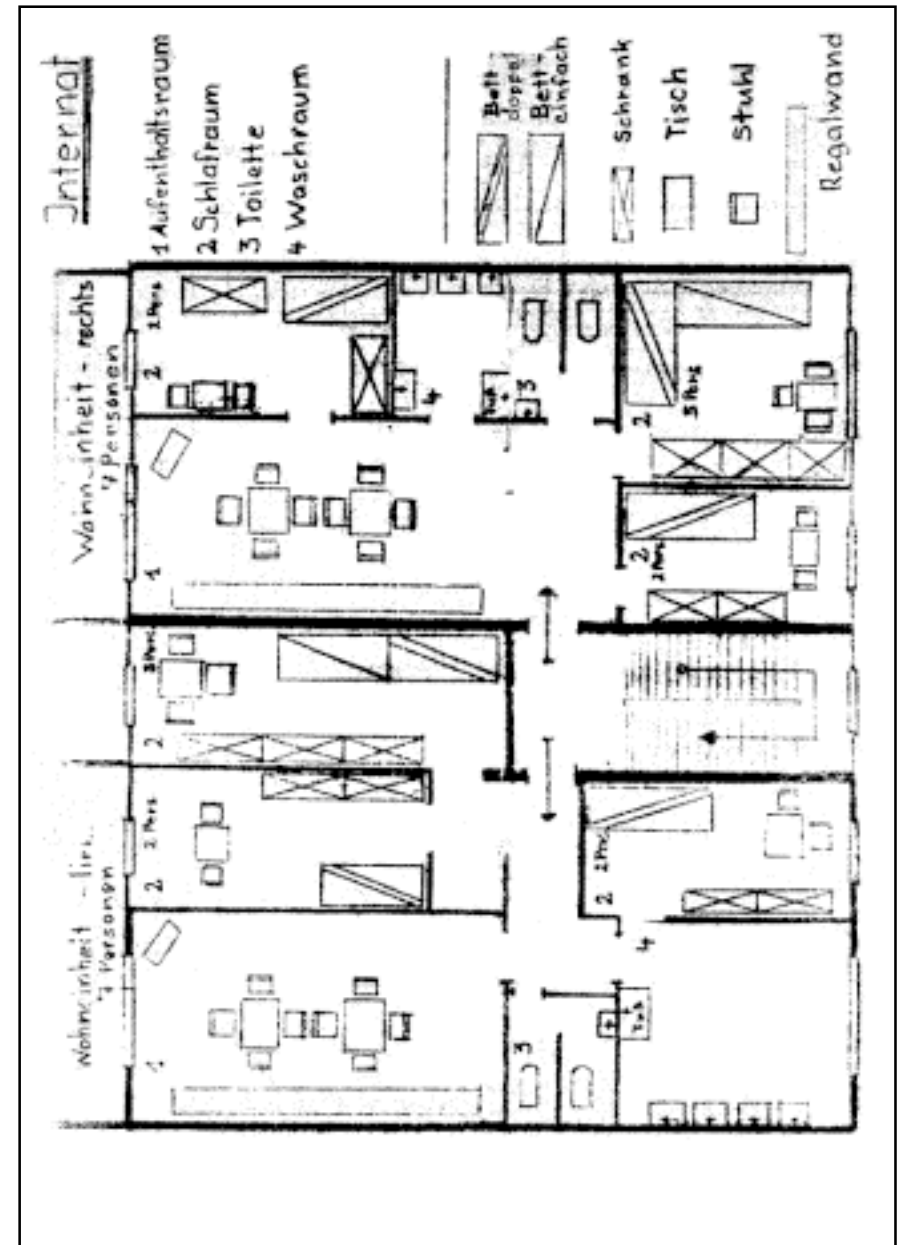 Internat
1 Aufenthaltsraum
2 Schlafraum
3 Toilette
4 Waschraum
Bett-
doppel
Bett-
einfach
Schrank
Tisch
Stuhl
Regalwand
Wohneinheit - rechts
7 Personen
2
2 Pers.
4
3
1
2
3 Pers
2
2 Pers.
Wohneinheit
7 Personen
2
3 Pers.
2
2 Pers.
2
2 Pers.
1
3
4